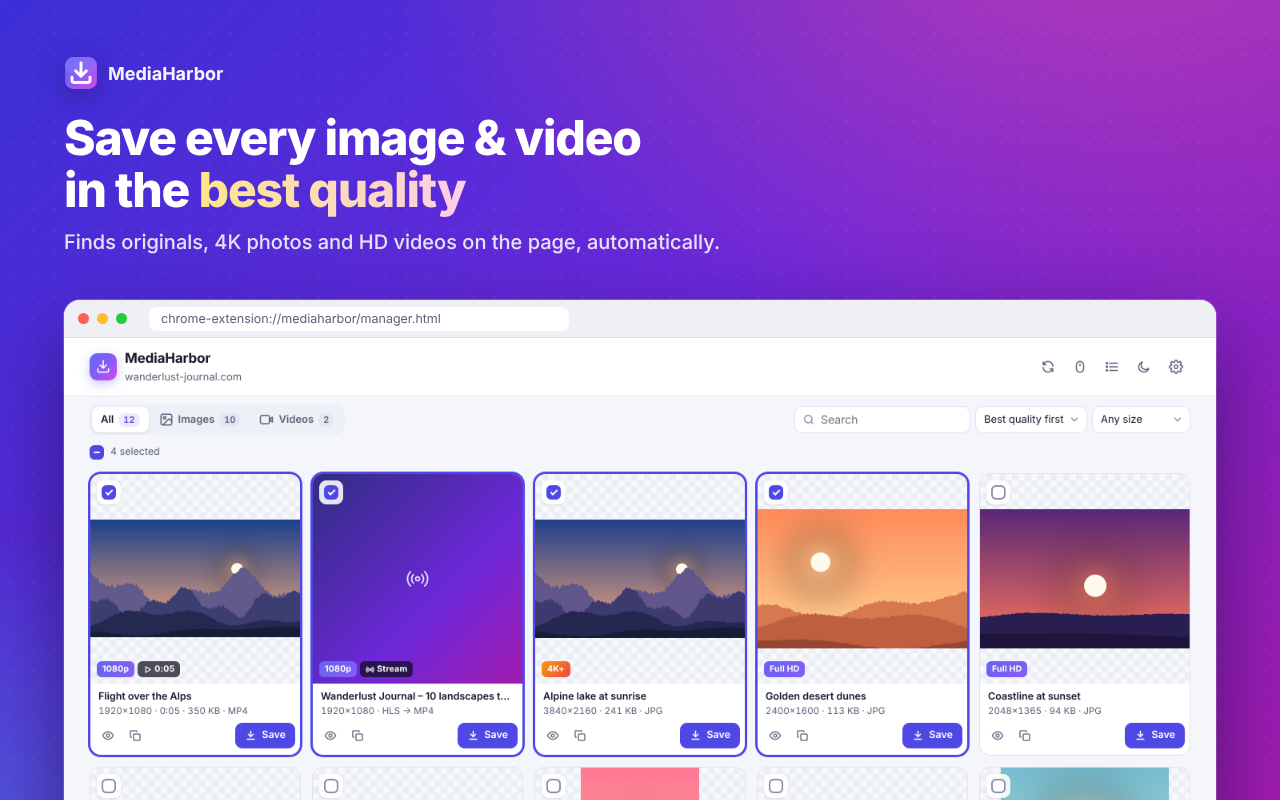 MediaHarbor
Save every image & video
in the best quality
Finds originals, 4K photos and HD videos on the page, automatically.
chrome-extension://mediaharbor/manager.html
MediaHarbor
wanderlust-journal.com
All 12 Images 10 Videos 2 Search Best quality first Any size
4 selected
1080p 0:05 1080p Stream 4K+ Full HD Full HD
Flight over the Alps
1920×1080 · 0:05 · 350 KB · MP4
Save
Wanderlust Journal – 10 landscapes t...
1920×1080 · HLS → MP4
Save
Alpine lake at sunrise
3840×2160 · 241 KB · JPG
Save
Golden desert dunes
2400×1600 · 113 KB · JPG
Save
Coastline at sunset
2048×1365 · 94 KB · JPG
Save